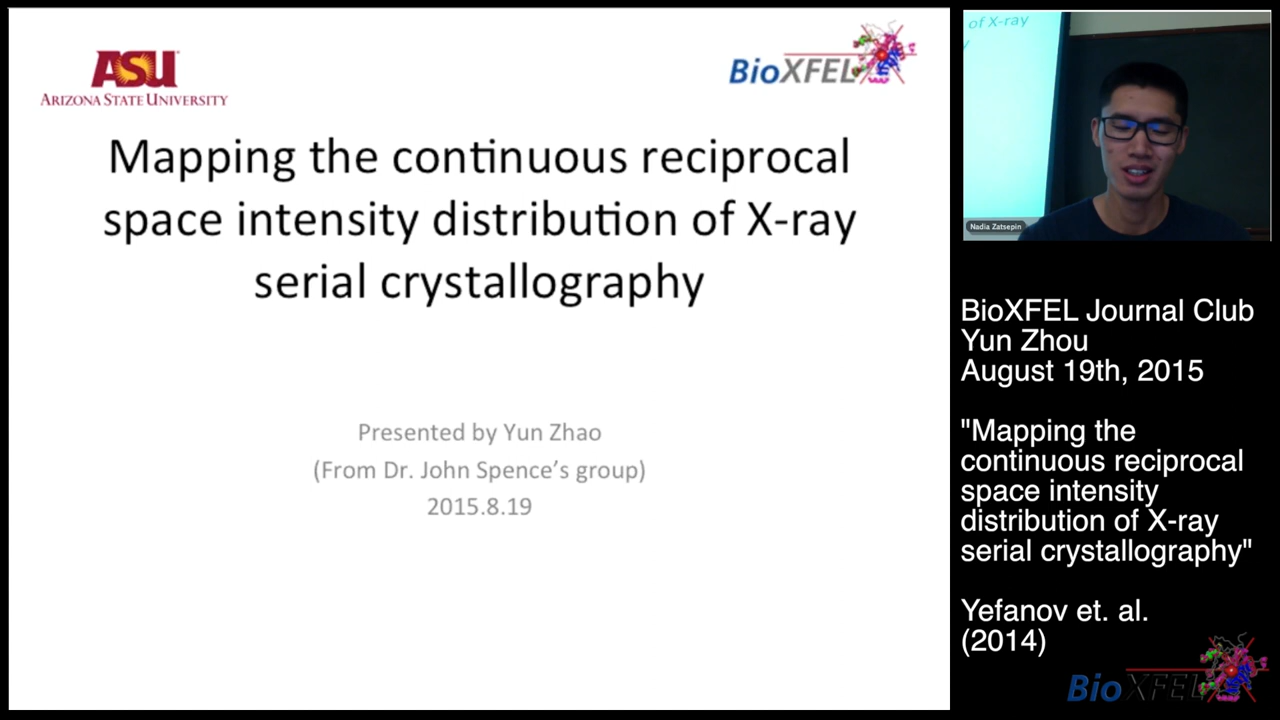 ASU
ARIZONA STATE UNIVERSITY
BioXFEL
Mapping the continuous reciprocal
space intensity distribution of X-ray
serial crystallography
Presented by Yun Zhao
(From Dr. John Spence's group)
2015.8.19
of X-ray
y
Nadia Zatsepin
BioXFEL Journal Club
Yun Zhou
August 19th, 2015
"Mapping the
continuous reciprocal
space intensity
distribution of X-ray
serial crystallography"
Yefanov et. al.
(2014)
BioXFEL